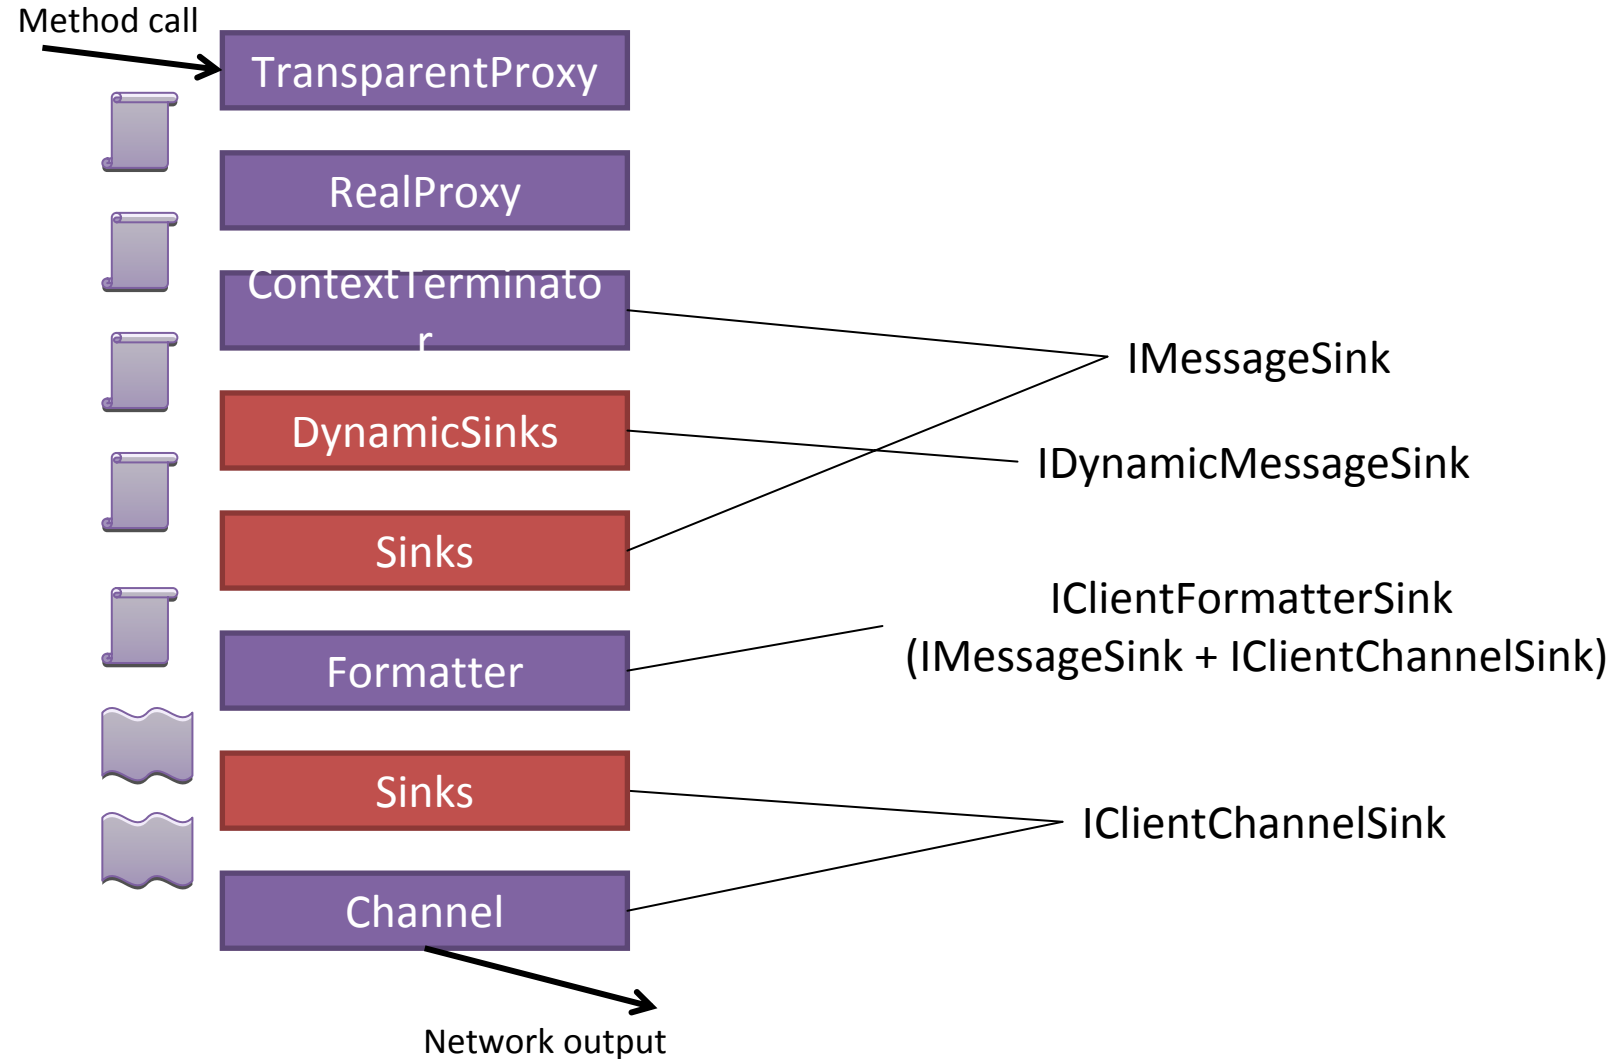 Method call
TransparentProxy
RealProxy
ContextTerminato
r
IMessageSink
DynamicSinks
IDynamicMessageSink
Sinks
IClientFormatterSink
(IMessageSink + IClientChannelSink)
Formatter
Sinks
IClientChannelSink
Channel
Network output